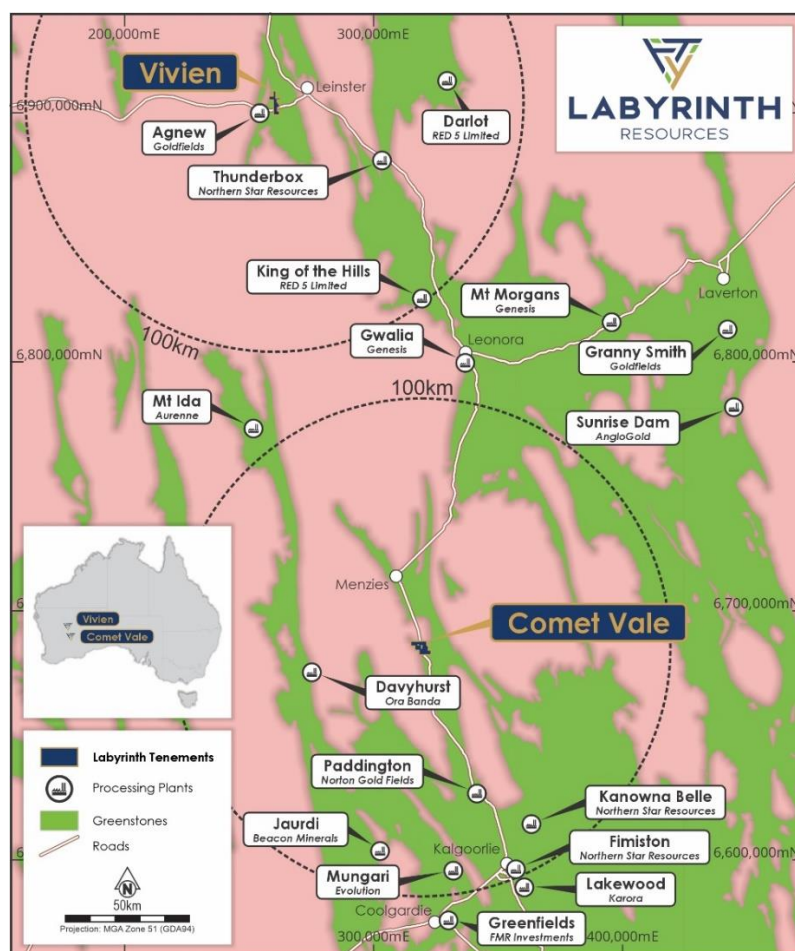 200,000mE
300,000mE
Vivien
Leinster
6,900,000mN
Agnew
Goldfields
Darlot
RED 5 Limited
LABYRINTH
RESOURCES
Thunderbox
Northern Star Resources
King of the Hills
RED 5 Limited
Mt Morgans
Genesis
Laverton
100km
Gwalia
Genesis
Leonora
Granny Smith
Goldfields
6,800,000mN
6,800,000mN
100km
Mt Ida
Aurenne
Sunrise Dam
AngloGold
Menzies
Vivien
Comet Vale
6,700,000mN
Comet Vale
Davyhurst
Ora Banda
Labyrinth Tenements
Processing Plants
Greenstones
Roads
N
50km
Projection: MGA Zone 51 (GDA94)
Paddington
Norton Gold Fields
Kanowna Belle
Northern Star Resources
Jaurdi
Beacon Minerals
Kalgoorlie
Fimiston
Northern Star Resources
6,600,000mN
Mungari
Evolution
Lakewood
Karora
Coolgardie
Greenfields
FMR Investments
300,000mE
400,000mE